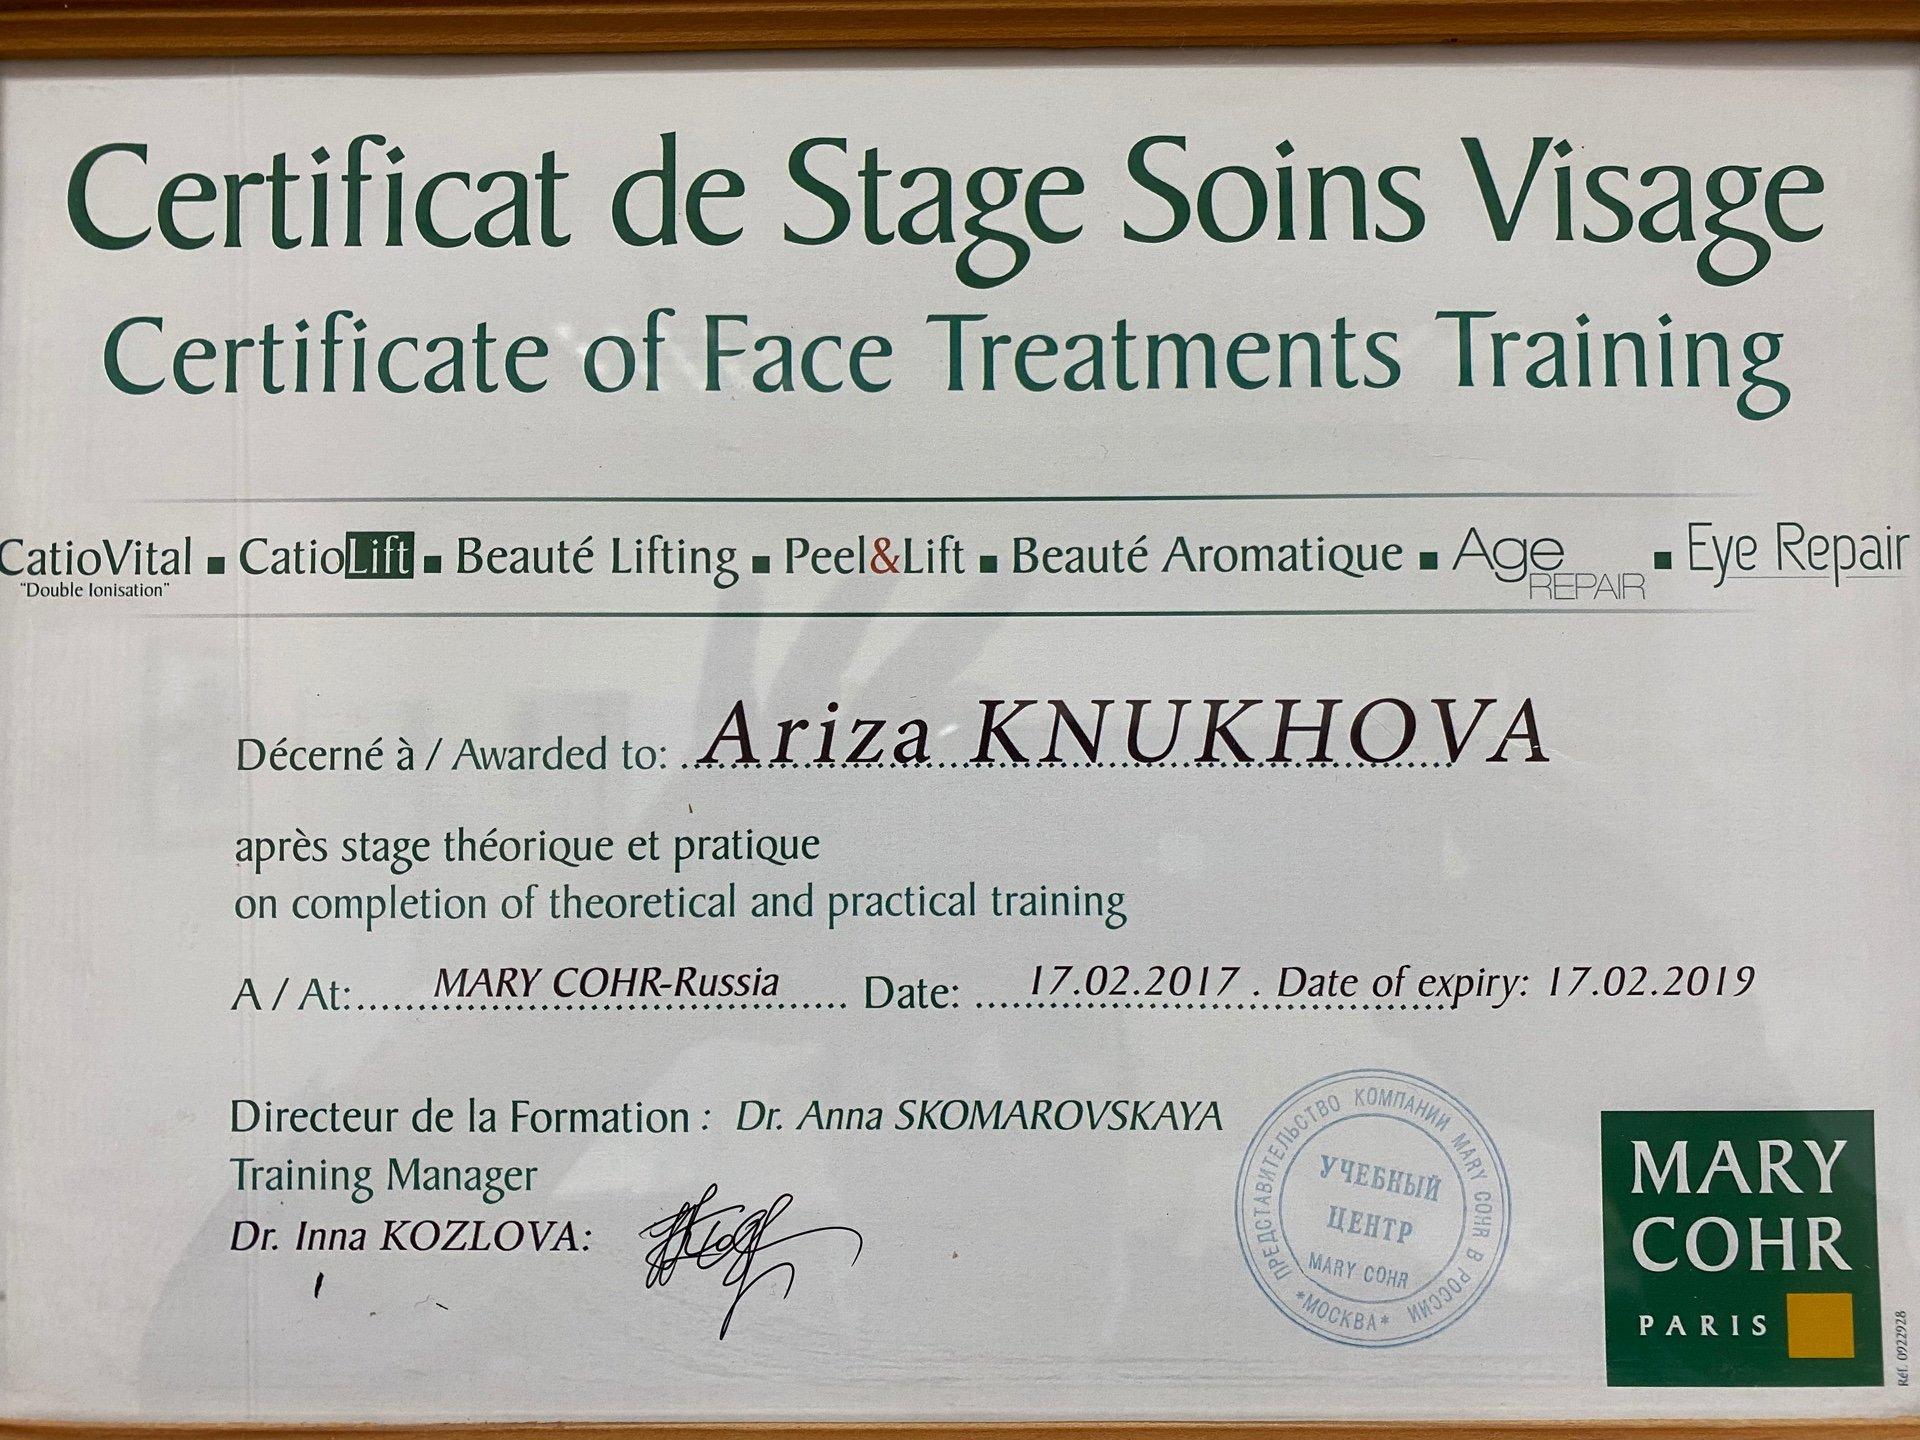 Certificat de Stage Soins Visage
Certificate of Face Treatments Training
CatioVital ■ CatioLift ■ Beauté Lifting ■ Peel&Lift ■ Beauté Aromatique ■ Age REPAIR ■ Eye Repair
"Double Ionisation"
Décerné à / Awarded to: Ariza KNUKHOVA
après stage théorique et pratique
on completion of theoretical and practical training
A / At: MARY COHR-Russia Date: 17.02.2017 . Date of expiry: 17.02.2019
Directeur de la Formation : Dr. Anna SKOMAROVSKAYA
Training Manager
Dr. Inna KOZLOVA:
ПРЕДСТАВИТЕЛЬСТВО КОМПАНИИ MARY COHR В РОССИИ
*МОСКВА*
УЧЕБНЫЙ
ЦЕНТР
MARY COHR
MARY
COHR
PARIS
Réf. 0922928